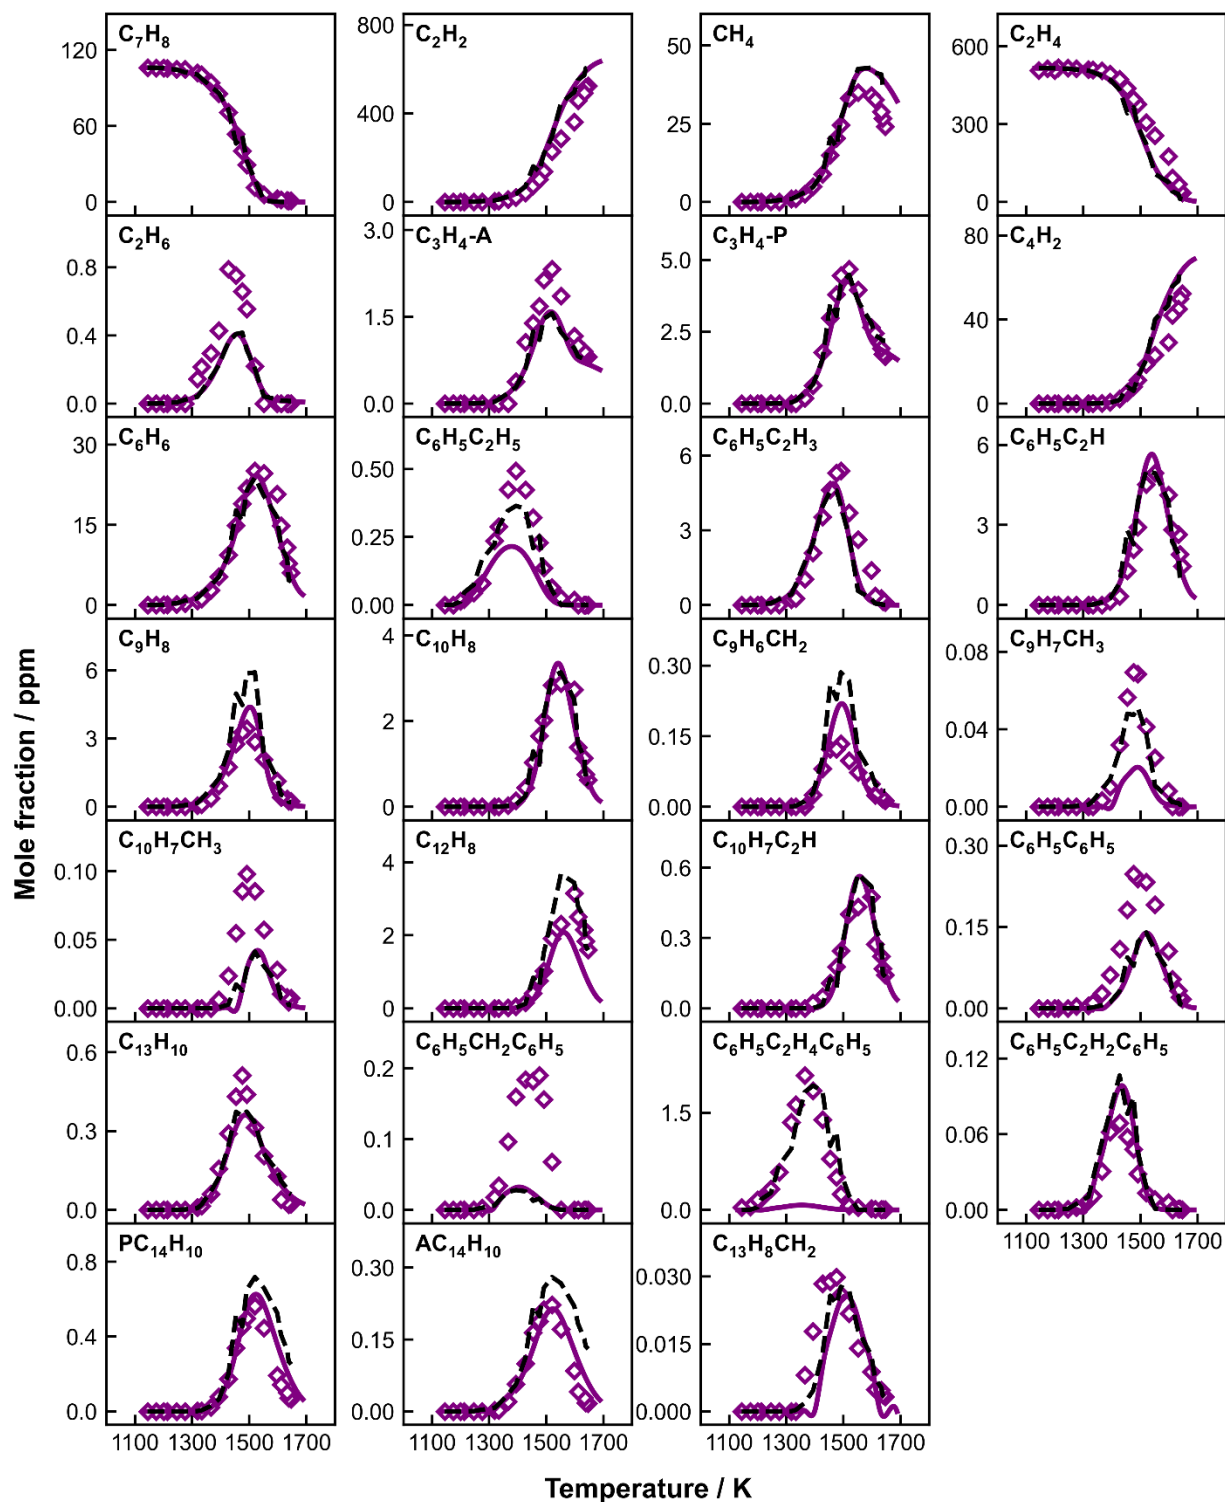 C₇H₈
120
60
0
C₂H₂
800
400
0
CH₄
50
25
0
C₂H₄
600
300
0
C₂H₆
0.8
0.4
0.0
C₃H₄-A
3.0
1.5
0.0
C₃H₄-P
5.0
2.5
0.0
C₄H₂
80
40
0
C₆H₆
30
15
0
C₆H₅C₂H₅
0.50
0.25
0.00
C₆H₅C₂H₃
6
3
0
C₆H₅C₂H
6
3
0
C₉H₈
6
3
0
C₁₀H₈
4
2
0
C₉H₆CH₂
0.30
0.15
0.00
C₉H₇CH₃
0.08
0.04
0.00
C₁₀H₇CH₃
0.10
0.05
0.00
C₁₂H₈
4
2
0
C₁₀H₇C₂H
0.6
0.3
0.0
C₆H₅C₆H₅
0.30
0.15
0.00
C₁₃H₁₀
0.6
0.3
0.0
C₆H₅CH₂C₆H₅
0.2
0.1
0.0
C₆H₅C₂H₄C₆H₅
1.5
0.0
C₆H₅C₂H₂C₆H₅
0.12
0.06
0.00
1100 1300 1500 1700
PC₁₄H₁₀
0.8
0.4
0.0
1100 1300 1500 1700
AC₁₄H₁₀
0.30
0.15
0.00
1100 1300 1500 1700
C₁₃H₈CH₂
0.030
0.015
0.000
1100 1300 1500 1700
Mole fraction / ppm
Temperature / K